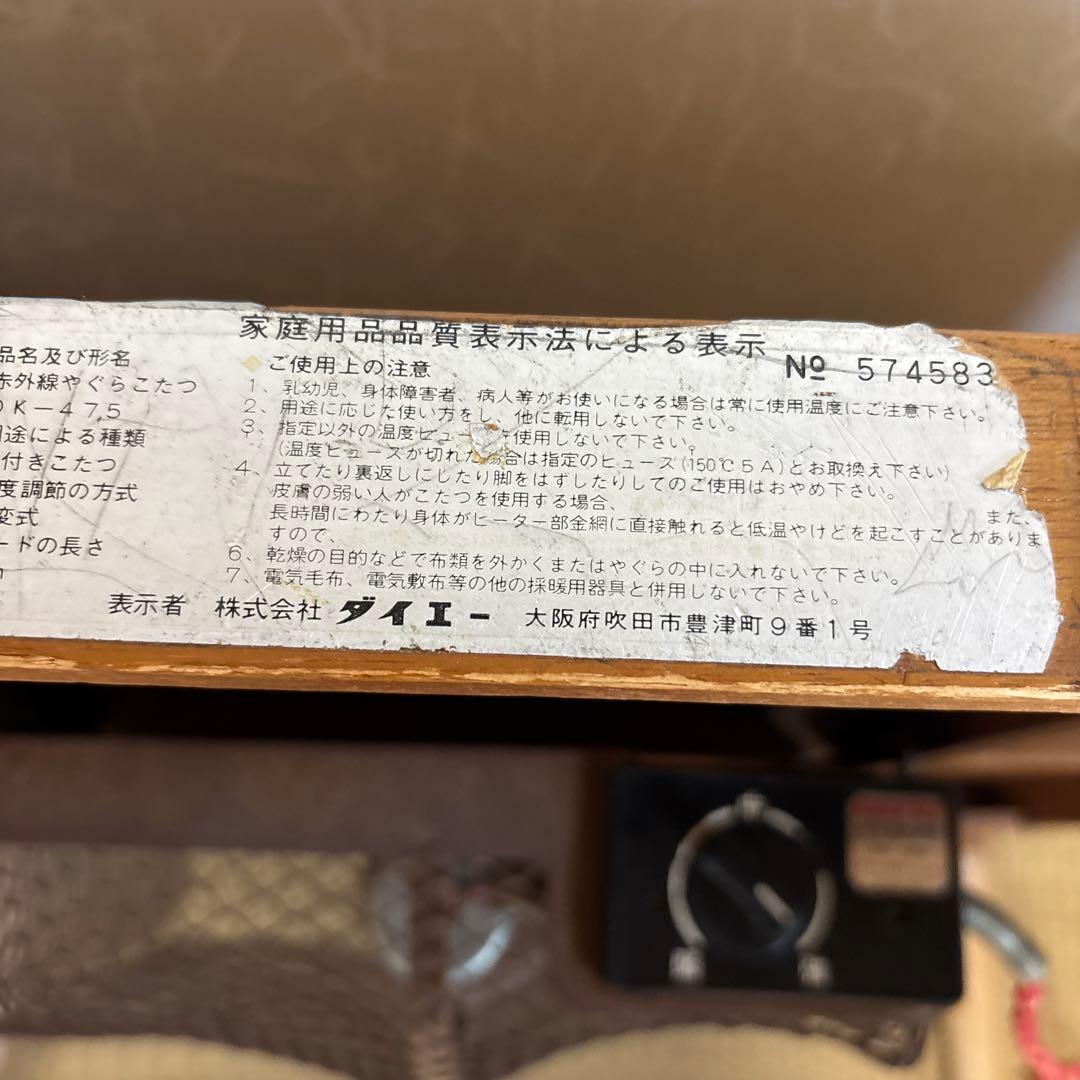 家庭用品品質表示法による表示
No 574583
品名及び形名
赤外線やぐらこたつ
DK-475
用途による種類
付きこたつ
度調節の方式
変式
ードの長さ
ご使用上の注意
1、乳幼児、身体障害者、病人等がお使いになる場合は常に使用温度にご注意下さい。
2、用途に応じた使い方をし、他に転用しないで下さい。
3、指定以外の温度ヒュー 使用しないで下さい。
(温度ヒューズが切れた場合は指定のヒューズ(150℃5A)とお取換え下さい)
4、立てたり裏返しにしたり脚をはずしたりしてのご使用はおやめ下さい。
皮膚の弱い人がこたつを使用する場合、 また、
長時間にわたり身体がヒーター部金網に直接触れると低温やけどを起こすことがありま
すので、
6、乾燥の目的などで布類を外かくまたはやぐらの中に入れないで下さい。
7、電気毛布、電気敷布等の他の採暖用器具と併用しないで下さい。
表示者 株式会社 ダイエー 大阪府吹田市豊津町9番1号